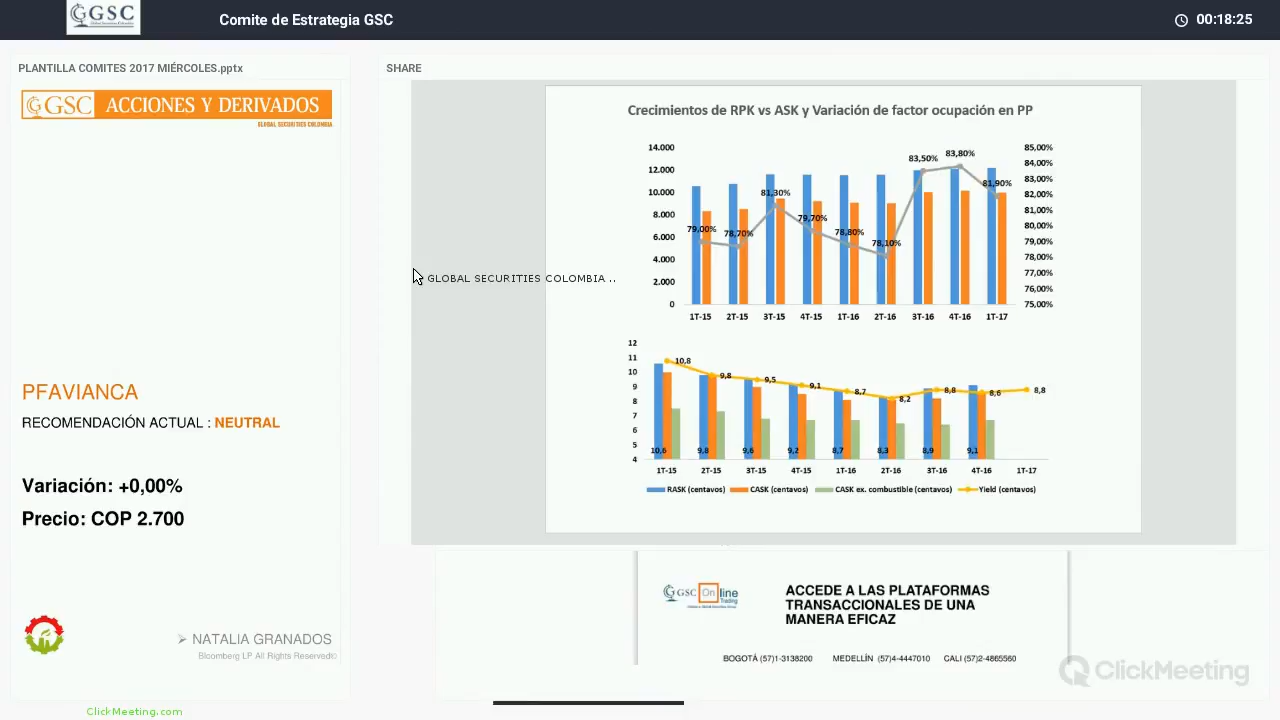 GSC
Comite de Estrategia GSC
00:18:25
PLANTILLA COMITES 2017 MIÉRCOLES.pptx
SHARE
GSC ACCIONES Y DERIVADOS
GLOBAL SECURITIES COLOMBIA
PFAVIANCA
RECOMENDACIÓN ACTUAL : NEUTRAL
Variación: +0,00%
Precio: COP 2.700
➢ NATALIA GRANADOS
Bloomberg LP All Rights Reserved©
ClickMeeting.com
Crecimientos de RPK vs ASK y Variación de factor ocupación en PP
14.000
12.000
10.000
8.000
6.000
4.000
2.000
0
85,00%
84,00%
83,00%
82,00%
81,00%
80,00%
79,00%
78,00%
77,00%
76,00%
75,00%
79,00% 78,70% 81,30% 79,70% 78,80% 78,10% 83,50% 83,80% 81,90%
1T-15 2T-15 3T-15 4T-15 1T-16 2T-16 3T-16 4T-16 1T-17
GLOBAL SECURITIES COLOMBIA ..
12
11
10
9
8
7
6
5
4
10,8 9,8 9,5 9,1 8,7 8,2 8,8 8,6 8,8
10,6 9,8 9,6 9,2 8,7 8,3 8,9 9,1
1T-15 2T-15 3T-15 4T-15 1T-16 2T-16 3T-16 4T-16 1T-17
RASK (centavos) CASK (centavos) CASK ex. combustible (centavos) Yield (centavos)
GSC Online
Trading
ACCEDE A LAS PLATAFORMAS
TRANSACCIONALES DE UNA
MANERA EFICAZ
BOGOTÁ (57)1-3138200 MEDELLÍN (57)4-4447010 CALI (57)2-4865560
ClickMeeting